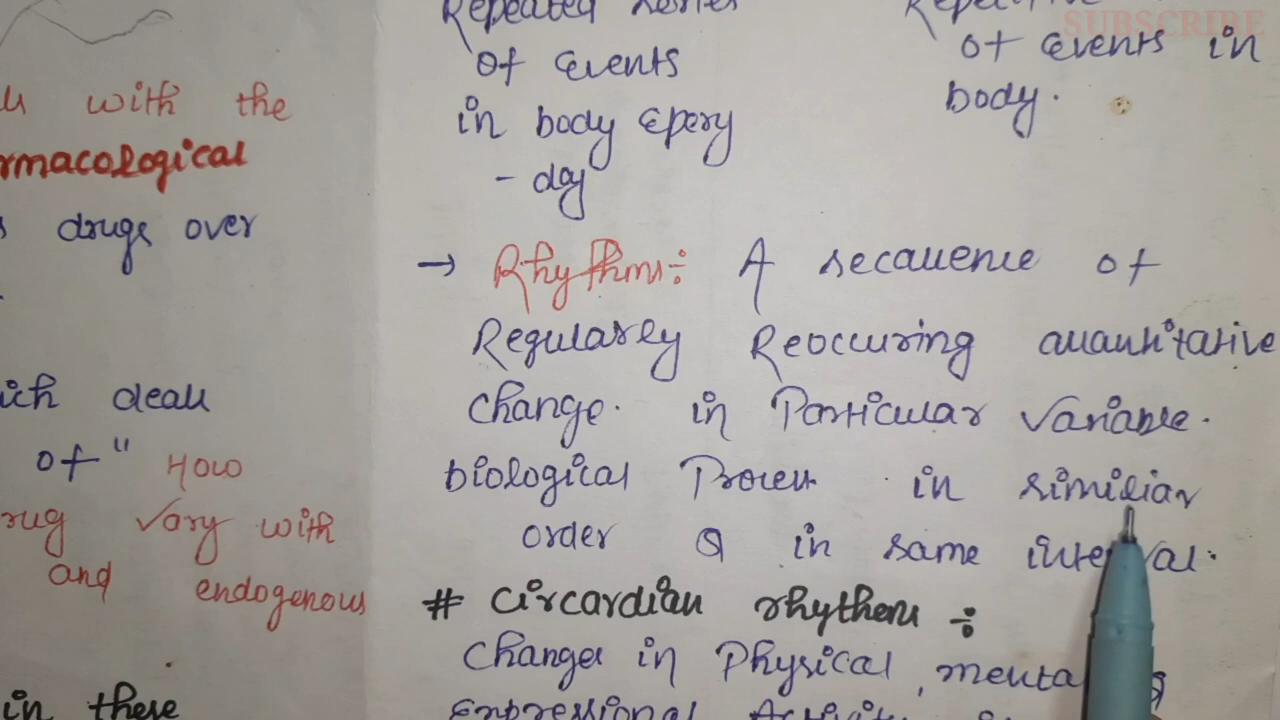 with the
rmacological
drugs over
ich deals
of " How
rug vary with
and endogenous
in these
Repeated series
of events
in body every
- day
of events in
body.
SUBSCRIBE
→ Rhythms÷ A secquence of
Regularly Reoccuring quantitative
change. in Particular variable.
biological Process in similiar
order & in same interval.
# Circardian rhythem ÷
Changes in Physical, mental &